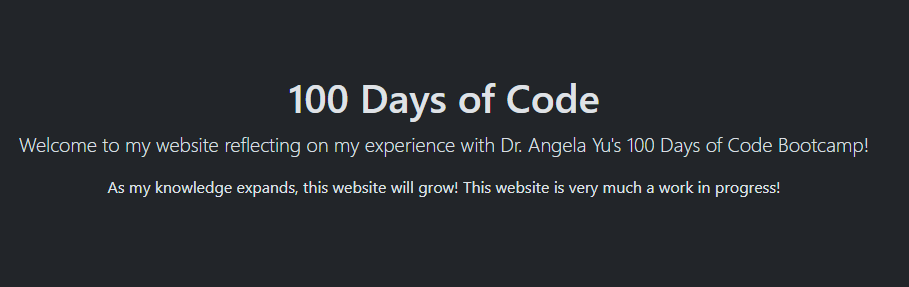 100 Days of Code
Welcome to my website reflecting on my experience with Dr. Angela Yu's 100 Days of Code Bootcamp!
As my knowledge expands, this website will grow! This website is very much a work in progress!